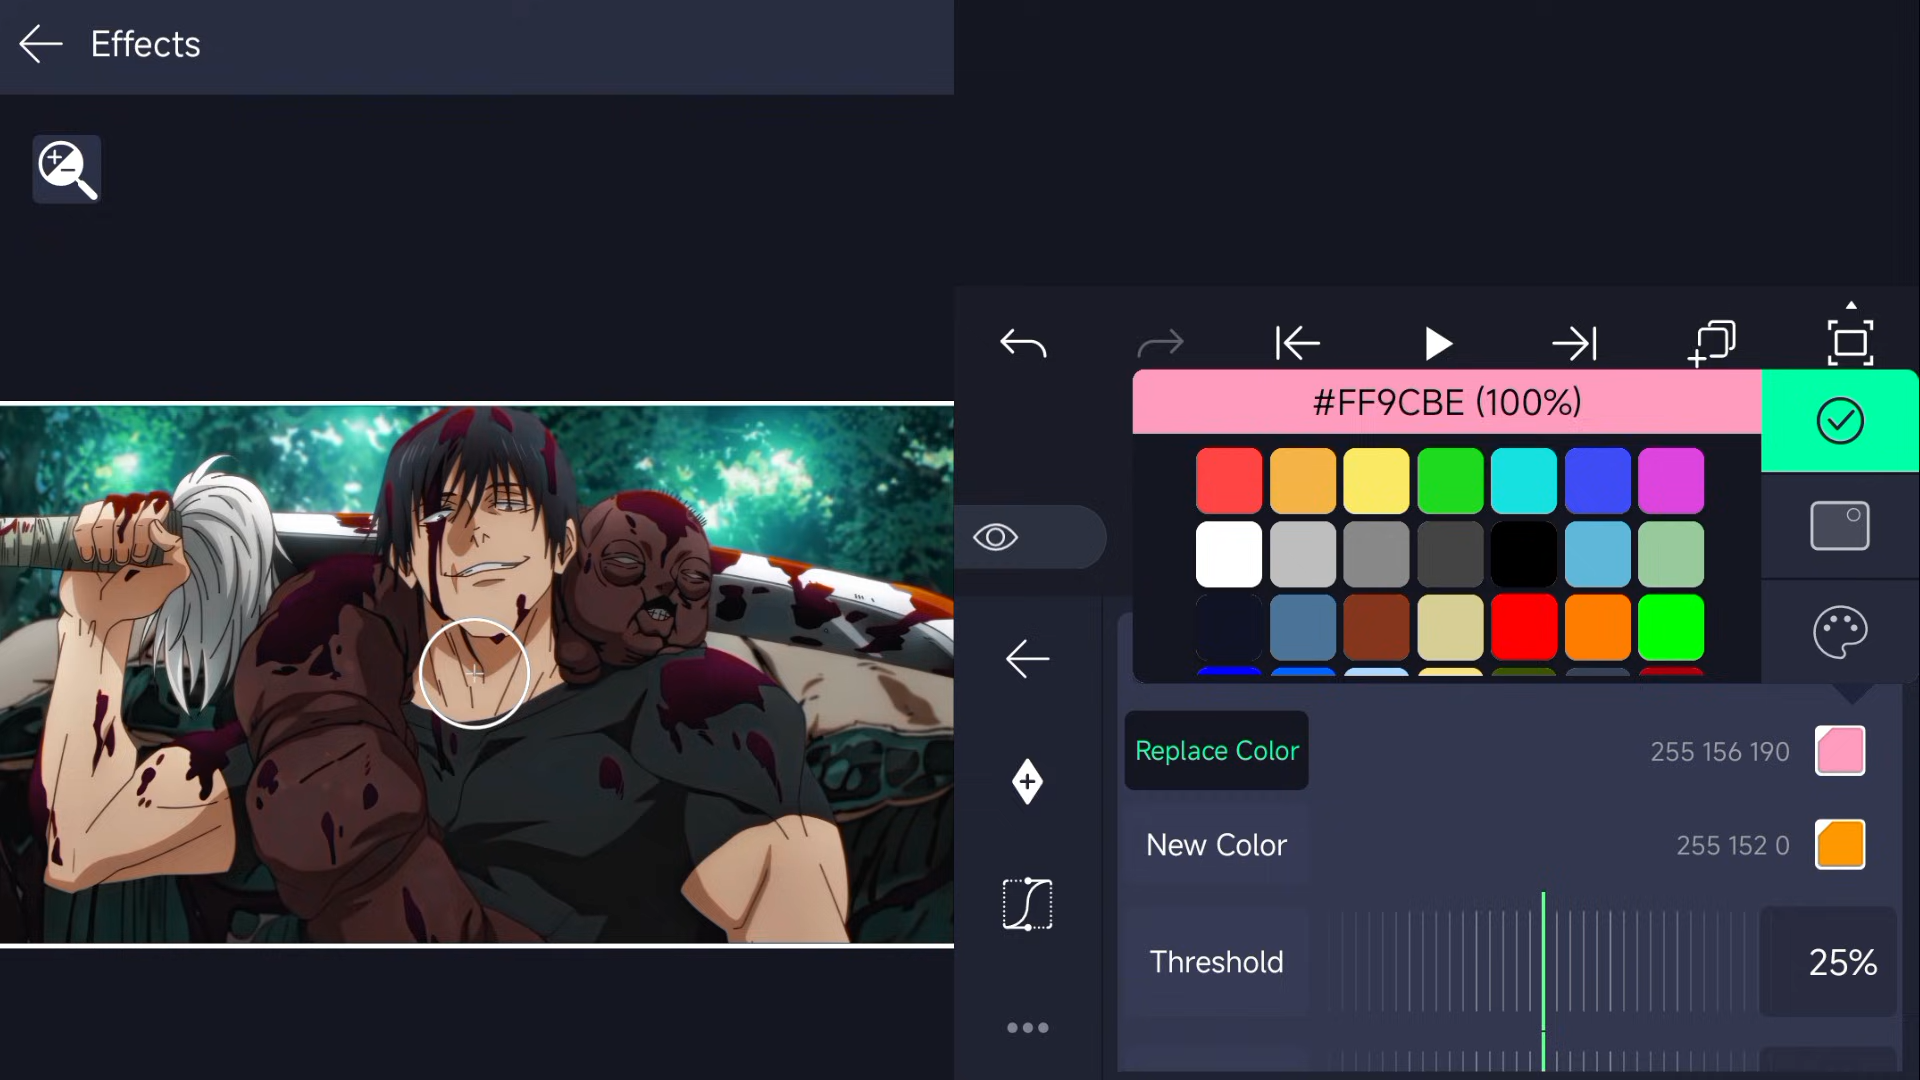 Effects
#FF9CBE (100%)
Replace Color
255 156 190
New Color
255 152 0
Threshold
25%